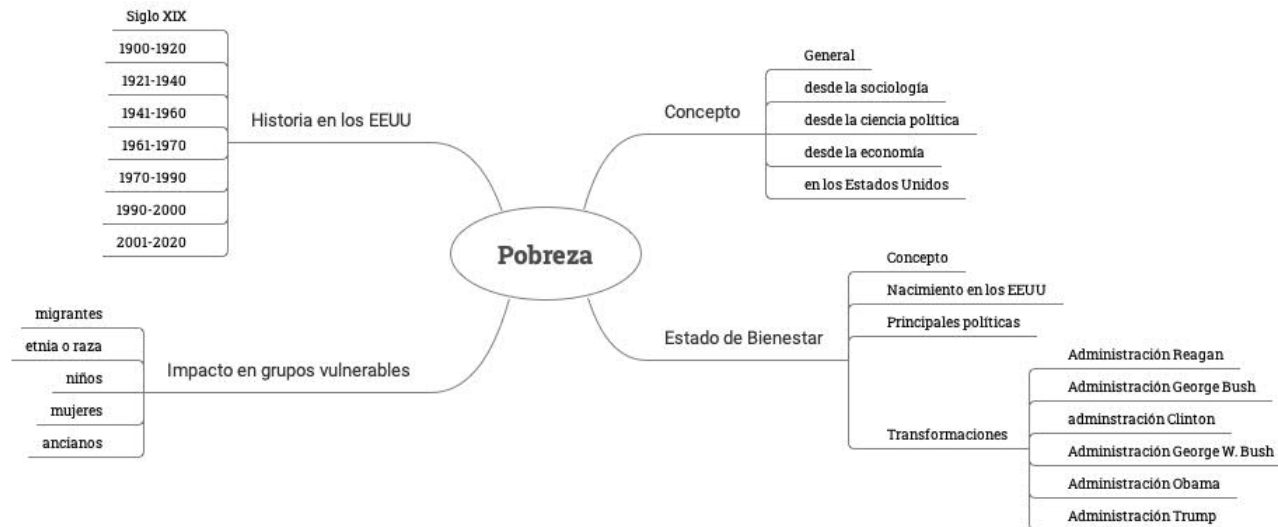 Pobreza
Historia en los EEUU
Siglo XIX
1900-1920
1921-1940
1941-1960
1961-1970
1970-1990
1990-2000
2001-2020
Impacto en grupos vulnerables
migrantes
etnia o raza
niños
mujeres
ancianos
Concepto
General
desde la sociología
desde la ciencia política
desde la economía
en los Estados Unidos
Estado de Bienestar
Concepto
Nacimiento en los EEUU
Principales políticas
Transformaciones
Administración Reagan
Administración George Bush
adminstración Clinton
Administración George W. Bush
Administración Obama
Administración Trump